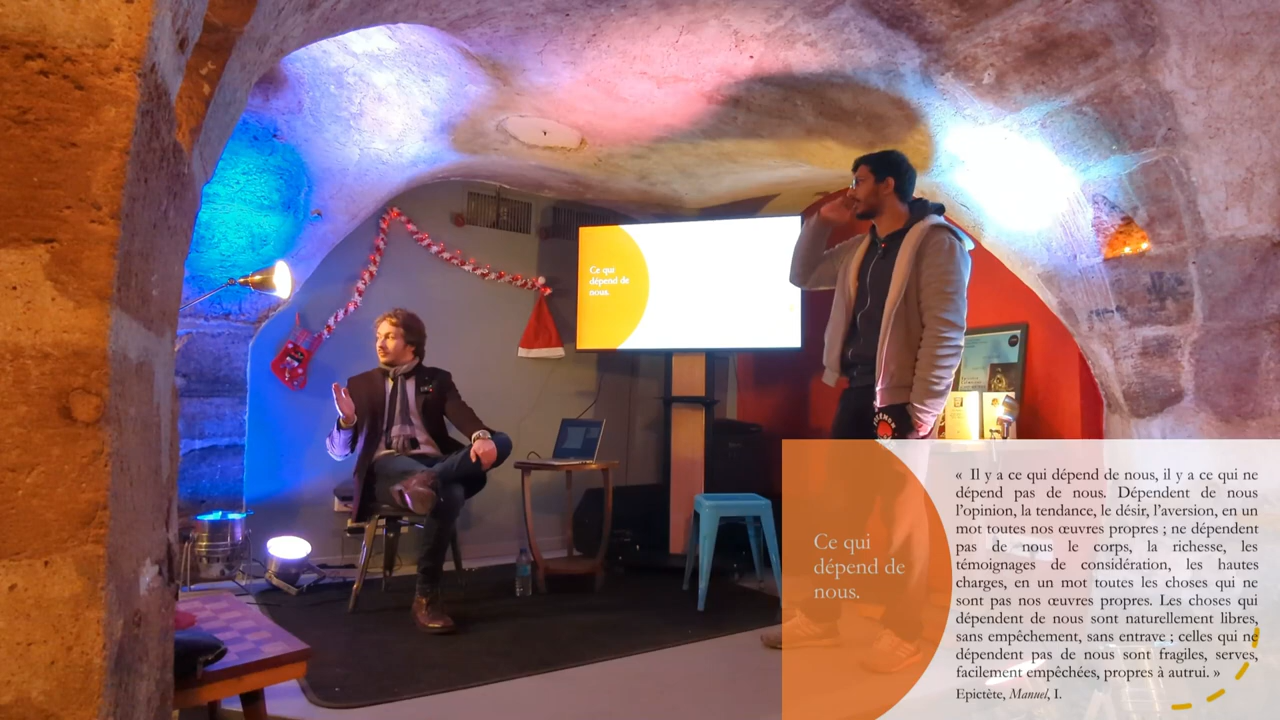 Ce qui
dépend de
nous.
Ce qui
dépend de
nous.
« Il y a ce qui dépend de nous, il y a ce qui ne
dépend pas de nous. Dépendent de nous
l’opinion, la tendance, le désir, l’aversion, en un
mot toutes nos œuvres propres ; ne dépendent
pas de nous le corps, la richesse, les
témoignages de considération, les hautes
charges, en un mot toutes les choses qui ne
sont pas nos œuvres propres. Les choses qui
dépendent de nous sont naturellement libres,
sans empêchement, sans entrave ; celles qui ne
dépendent pas de nous sont fragiles, serves,
facilement empêchées, propres à autrui. »
Epictète, Manuel, I.